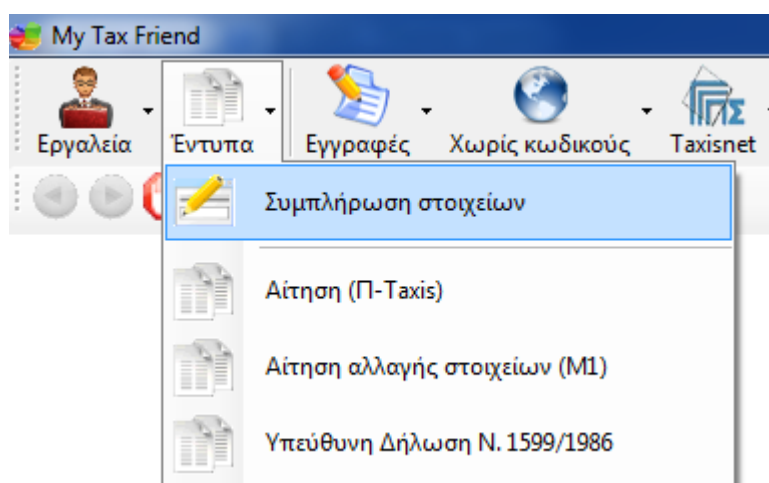 My Tax Friend
Εργαλεία Έντυπα Εγγραφές Χωρίς κωδικούς Taxisnet
Συμπλήρωση στοιχείων
Αίτηση (Π-Taxis)
Αίτηση αλλαγής στοιχείων (Μ1)
Υπεύθυνη Δήλωση Ν. 1599/1986